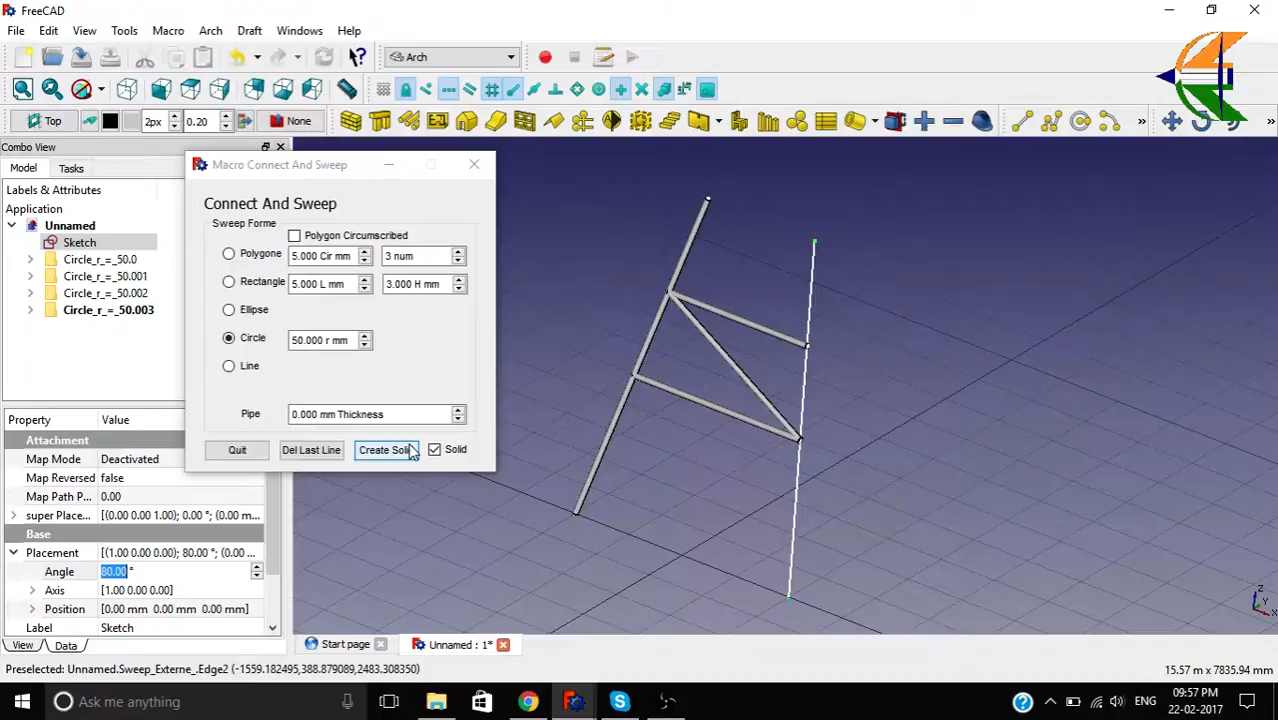 FreeCAD
File Edit View Tools Macro Arch Draft Windows Help
Arch
Top 2px 0.20 None
Combo View
Model Tasks
Labels & Attributes
Application
Unnamed
Sketch
Circle_r_=_50.0
Circle_r_=_50.001
Circle_r_=_50.002
Circle_r_=_50.003
Macro Connect And Sweep
Connect And Sweep
Sweep Forme
Polygon Circumscribed
Polygone 5.000 Cir mm 3 num
Rectangle 5.000 L mm 3.000 H mm
Ellipse
Circle 50.000 r mm
Line
Pipe 0.000 mm Thickness
Quit Del Last Line Create Soli Solid
Property Value
Attachment
Map Mode Deactivated
Map Reversed false
Map Path P... 0.00
super Place... [(0.00 0.00 1.00); 0.00 °; (0.00 m...
Base
Placement [(1.00 0.00 0.00); 80.00 °; (0.00 ...
Angle 80.00 °
Axis [1.00 0.00 0.00]
Position [0.00 mm 0.00 mm 0.00 mm]
Label Sketch
View Data
Start page Unnamed : 1*
Z Y X
Preselected: Unnamed.Sweep_Externe_.Edge2 (-1559.182495,388.879089,2483.308350)
15.57 m x 7835.94 mm
Ask me anything
ENG
09:57 PM
22-02-2017